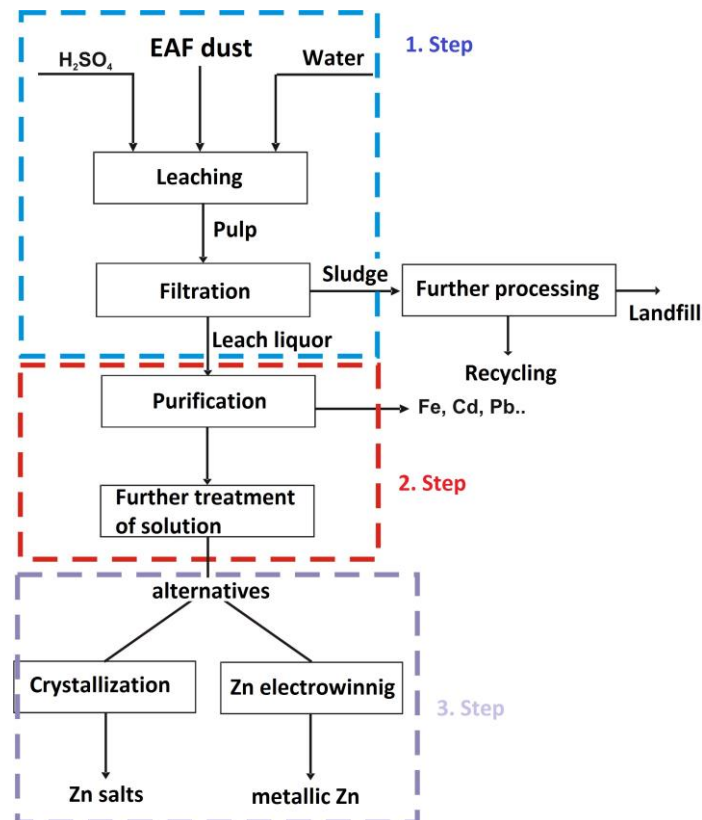 EAF dust
1. Step
H₂SO₄
Water
Leaching
Pulp
Sludge
Filtration
Further processing
Landfill
Leach liquor
Recycling
Purification
Fe, Cd, Pb..
2. Step
Further treatment
of solution
alternatives
Crystallization
Zn electrowinnig
3. Step
Zn salts
metallic Zn